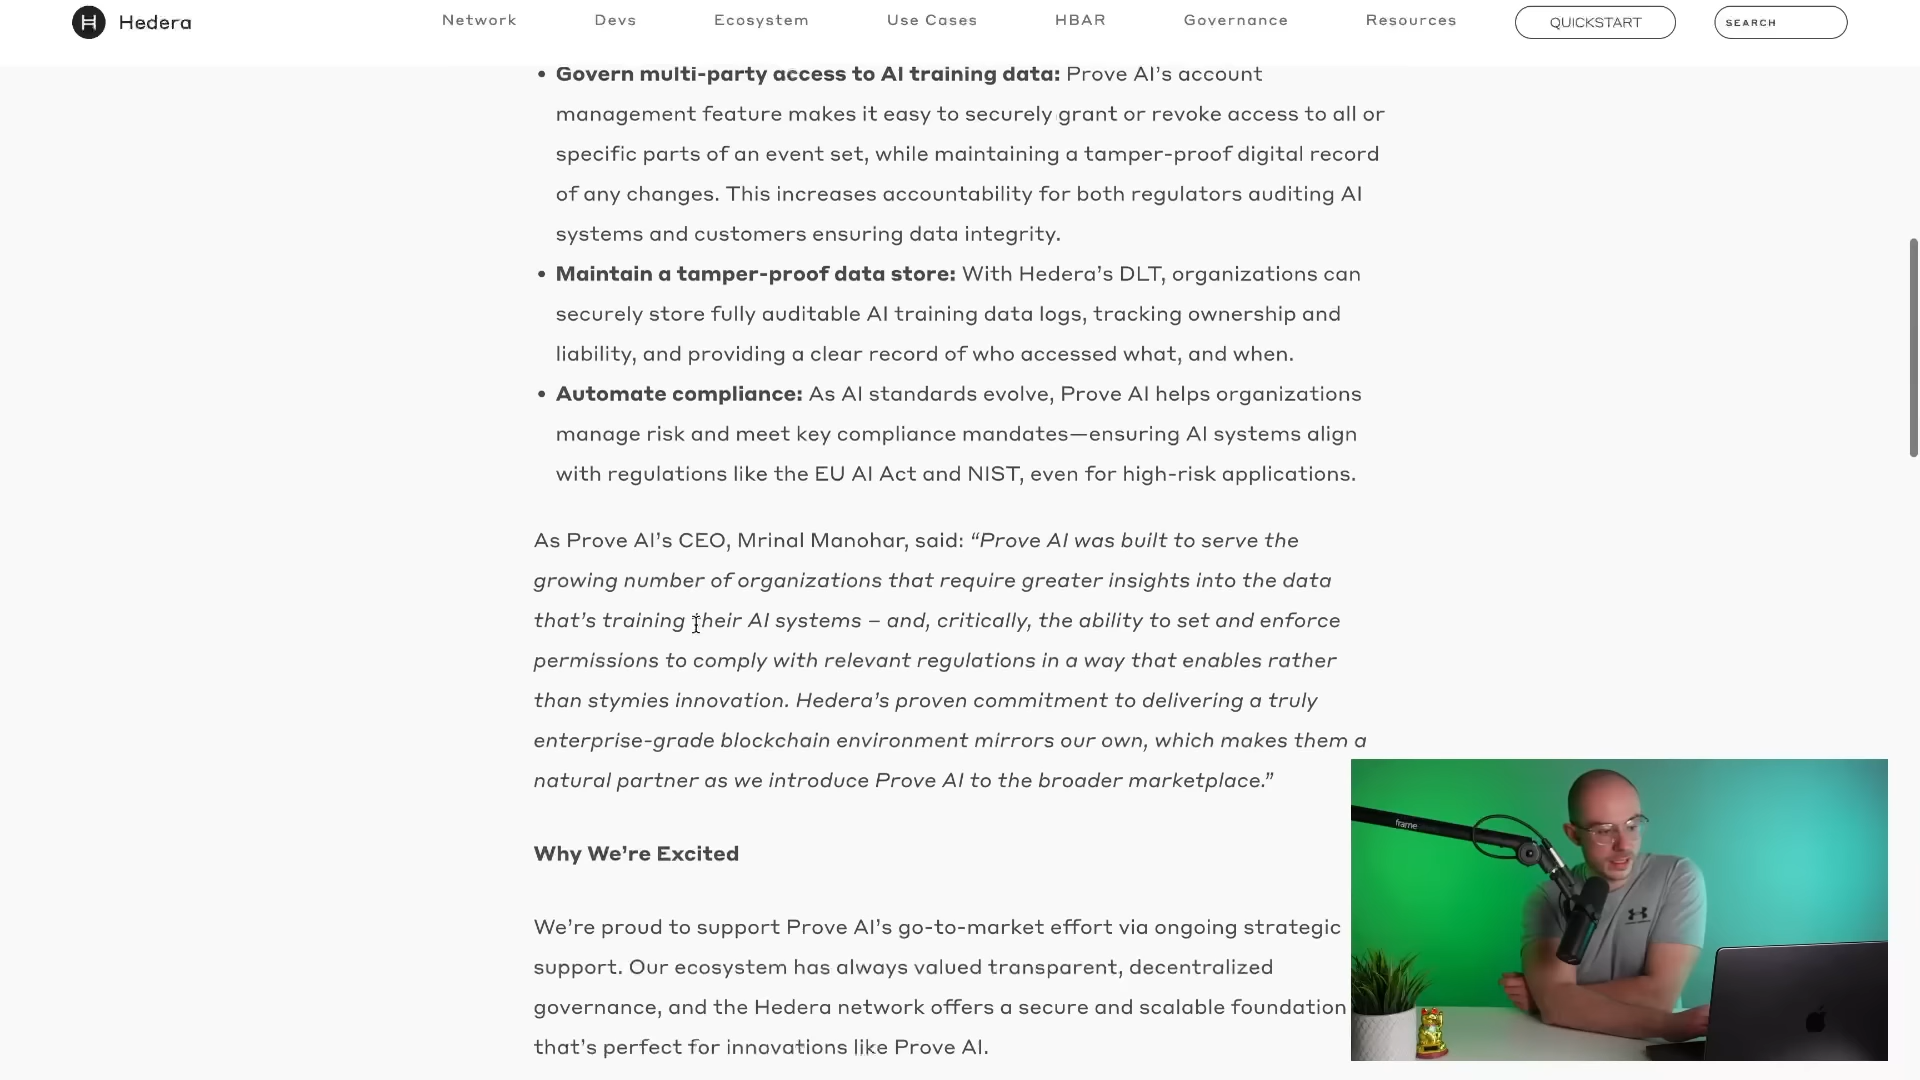 Hedera
Network
Devs
Ecosystem
Use Cases
HBAR
Governance
Resources
QUICKSTART
SEARCH
• Govern multi-party access to AI training data: Prove AI’s account
management feature makes it easy to securely grant or revoke access to all or
specific parts of an event set, while maintaining a tamper-proof digital record
of any changes. This increases accountability for both regulators auditing AI
systems and customers ensuring data integrity.
• Maintain a tamper-proof data store: With Hedera’s DLT, organizations can
securely store fully auditable AI training data logs, tracking ownership and
liability, and providing a clear record of who accessed what, and when.
• Automate compliance: As AI standards evolve, Prove AI helps organizations
manage risk and meet key compliance mandates—ensuring AI systems align
with regulations like the EU AI Act and NIST, even for high-risk applications.
As Prove AI’s CEO, Mrinal Manohar, said: “Prove AI was built to serve the
growing number of organizations that require greater insights into the data
that’s training their AI systems – and, critically, the ability to set and enforce
permissions to comply with relevant regulations in a way that enables rather
than stymies innovation. Hedera’s proven commitment to delivering a truly
enterprise-grade blockchain environment mirrors our own, which makes them a
natural partner as we introduce Prove AI to the broader marketplace.”
Why We’re Excited
We’re proud to support Prove AI’s go-to-market effort via ongoing strategic
support. Our ecosystem has always valued transparent, decentralized
governance, and the Hedera network offers a secure and scalable foundation
that’s perfect for innovations like Prove AI.
frame